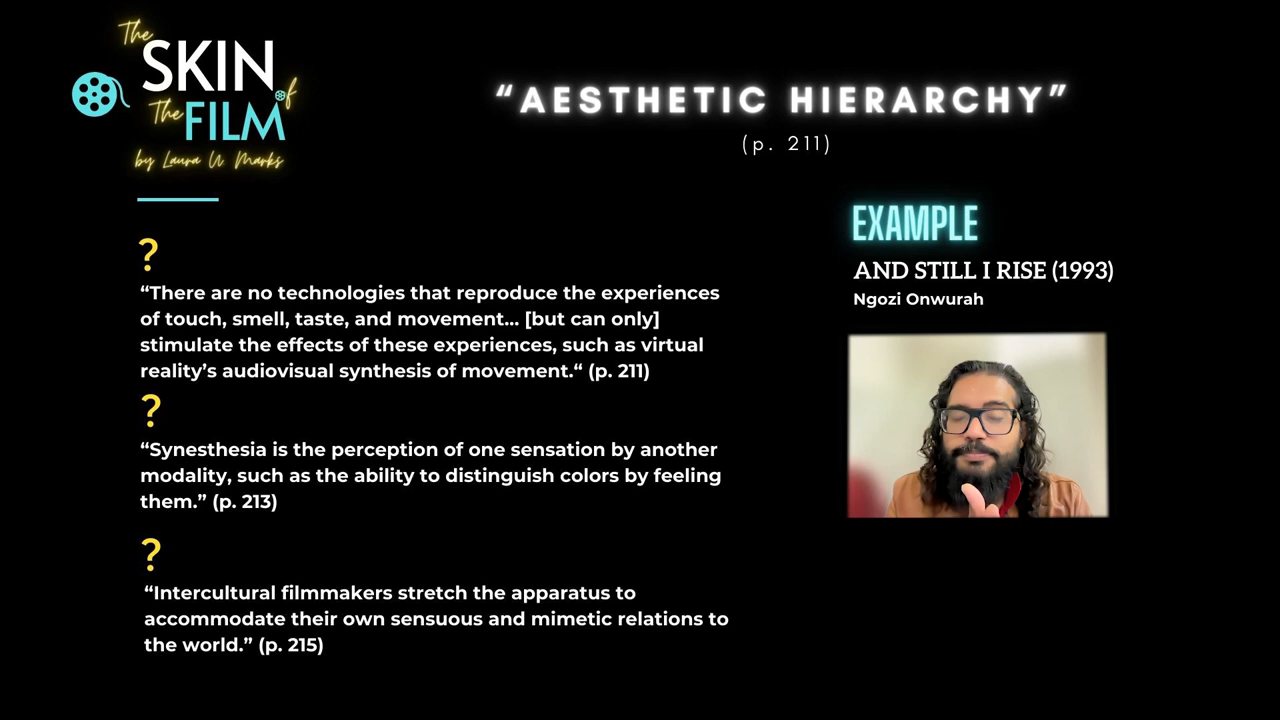 The
SKIN
of
The FILM
by Laura U Marks
“AESTHETIC HIERARCHY”
(p. 211)
?
“There are no technologies that reproduce the experiences
of touch, smell, taste, and movement... [but can only]
stimulate the effects of these experiences, such as virtual
reality’s audiovisual synthesis of movement.“ (p. 211)
?
“Synesthesia is the perception of one sensation by another
modality, such as the ability to distinguish colors by feeling
them.” (p. 213)
?
“Intercultural filmmakers stretch the apparatus to
accommodate their own sensuous and mimetic relations to
the world.” (p. 215)
EXAMPLE
AND STILL I RISE (1993)
Ngozi Onwurah